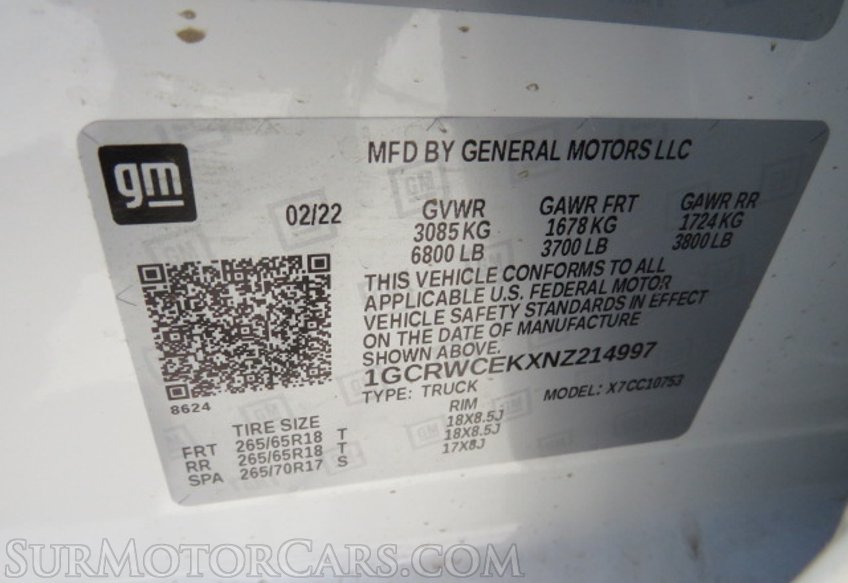 gm
MFD BY GENERAL MOTORS LLC
02/22
GVWR GAWR FRT GAWR RR
3085 KG 1678 KG 1724 KG
6800 LB 3700 LB 3800 LB
THIS VEHICLE CONFORMS TO ALL
APPLICABLE U.S. FEDERAL MOTOR
VEHICLE SAFETY STANDARDS IN EFFECT
ON THE DATE OF MANUFACTURE
SHOWN ABOVE.
1GCRWCEKXNZ214997
TYPE: TRUCK MODEL: X7CC10753
8624
TIRE SIZE RIM
FRT 265/65R18 T 18X8.5J
RR 265/65R18 T 18X8.5J
SPA 265/70R17 S 17X8J
SURMOTORCARS.COM